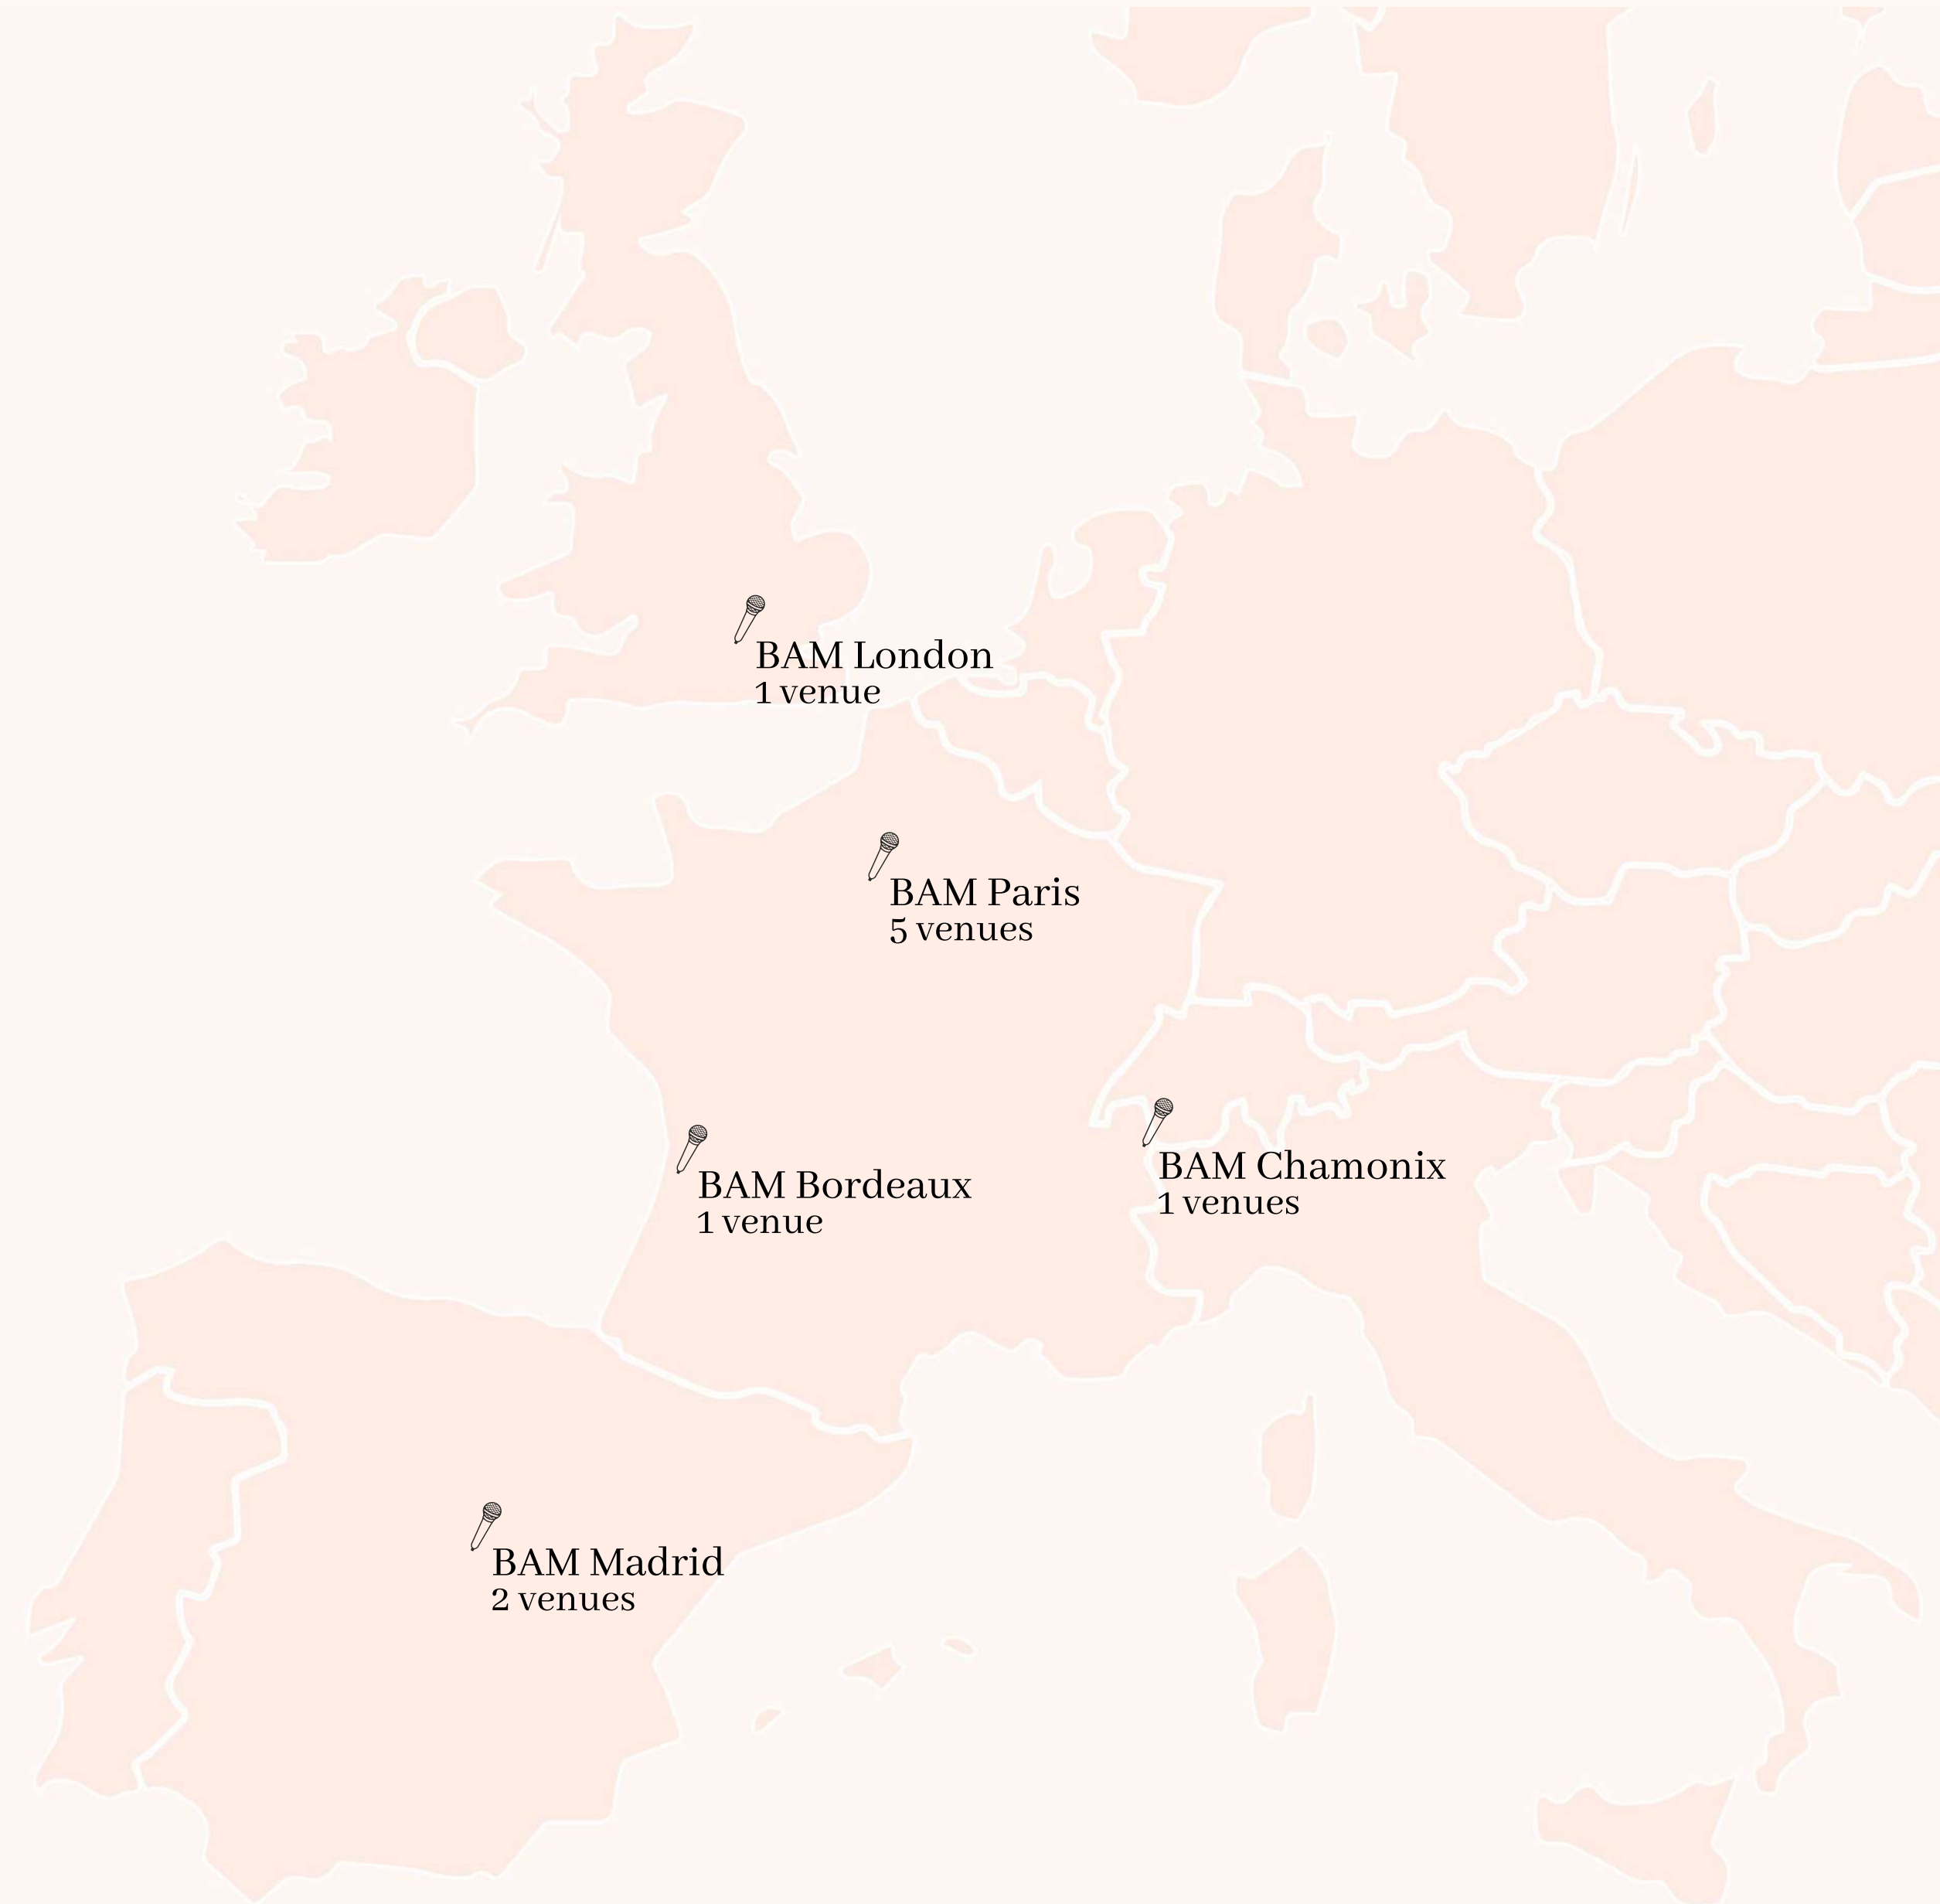 BAM London
1 venue
BAM Paris
5 venues
BAM Bordeaux
1 venue
BAM Chamonix
1 venues
BAM Madrid
2 venues